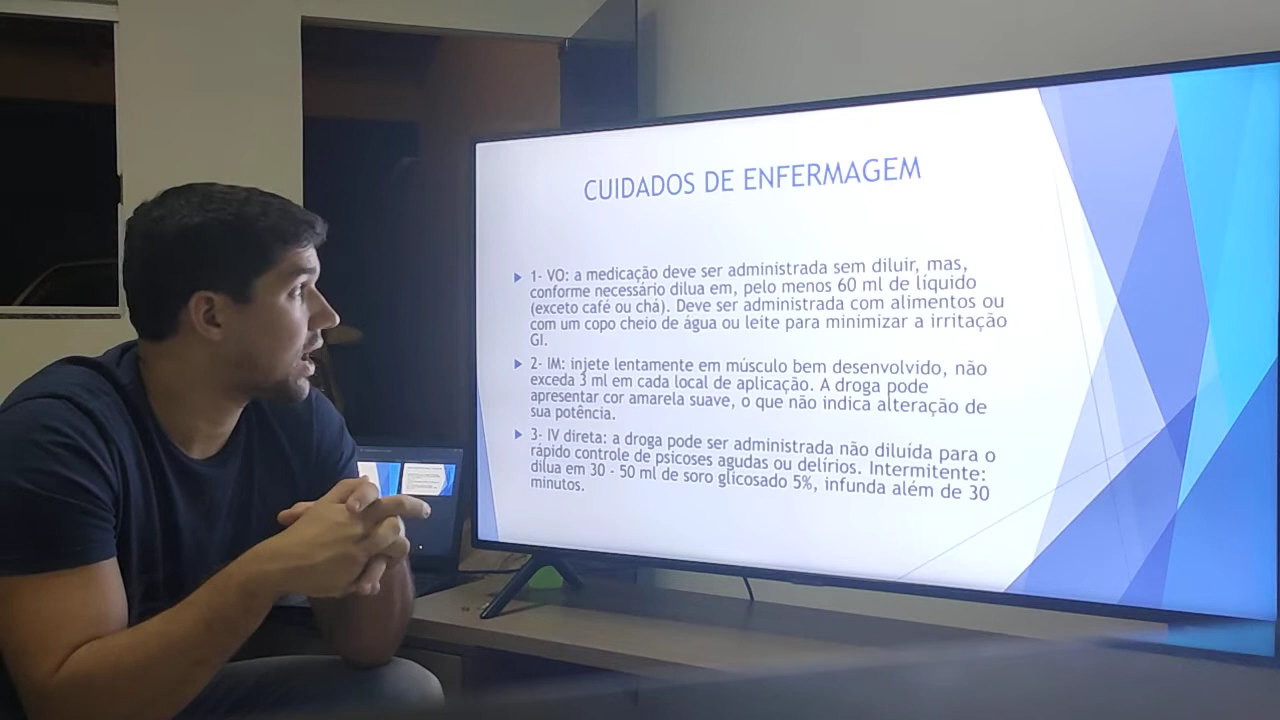 CUIDADOS DE ENFERMAGEM
1- VO: a medicação deve ser administrada sem diluir, mas,
conforme necessário dilua em, pelo menos 60 ml de líquido
(exceto café ou chá). Deve ser administrada com alimentos ou
com um copo cheio de água ou leite para minimizar a irritação
GI.
2- IM: injete lentamente em músculo bem desenvolvido, não
exceda 3 ml em cada local de aplicação. A droga pode
apresentar cor amarela suave, o que não indica alteração de
sua potência.
3- IV direta: a droga pode ser administrada não diluída para o
rápido controle de psicoses agudas ou delírios. Intermitente:
dilua em 30 - 50 ml de soro glicosado 5%, infunda além de 30
minutos.